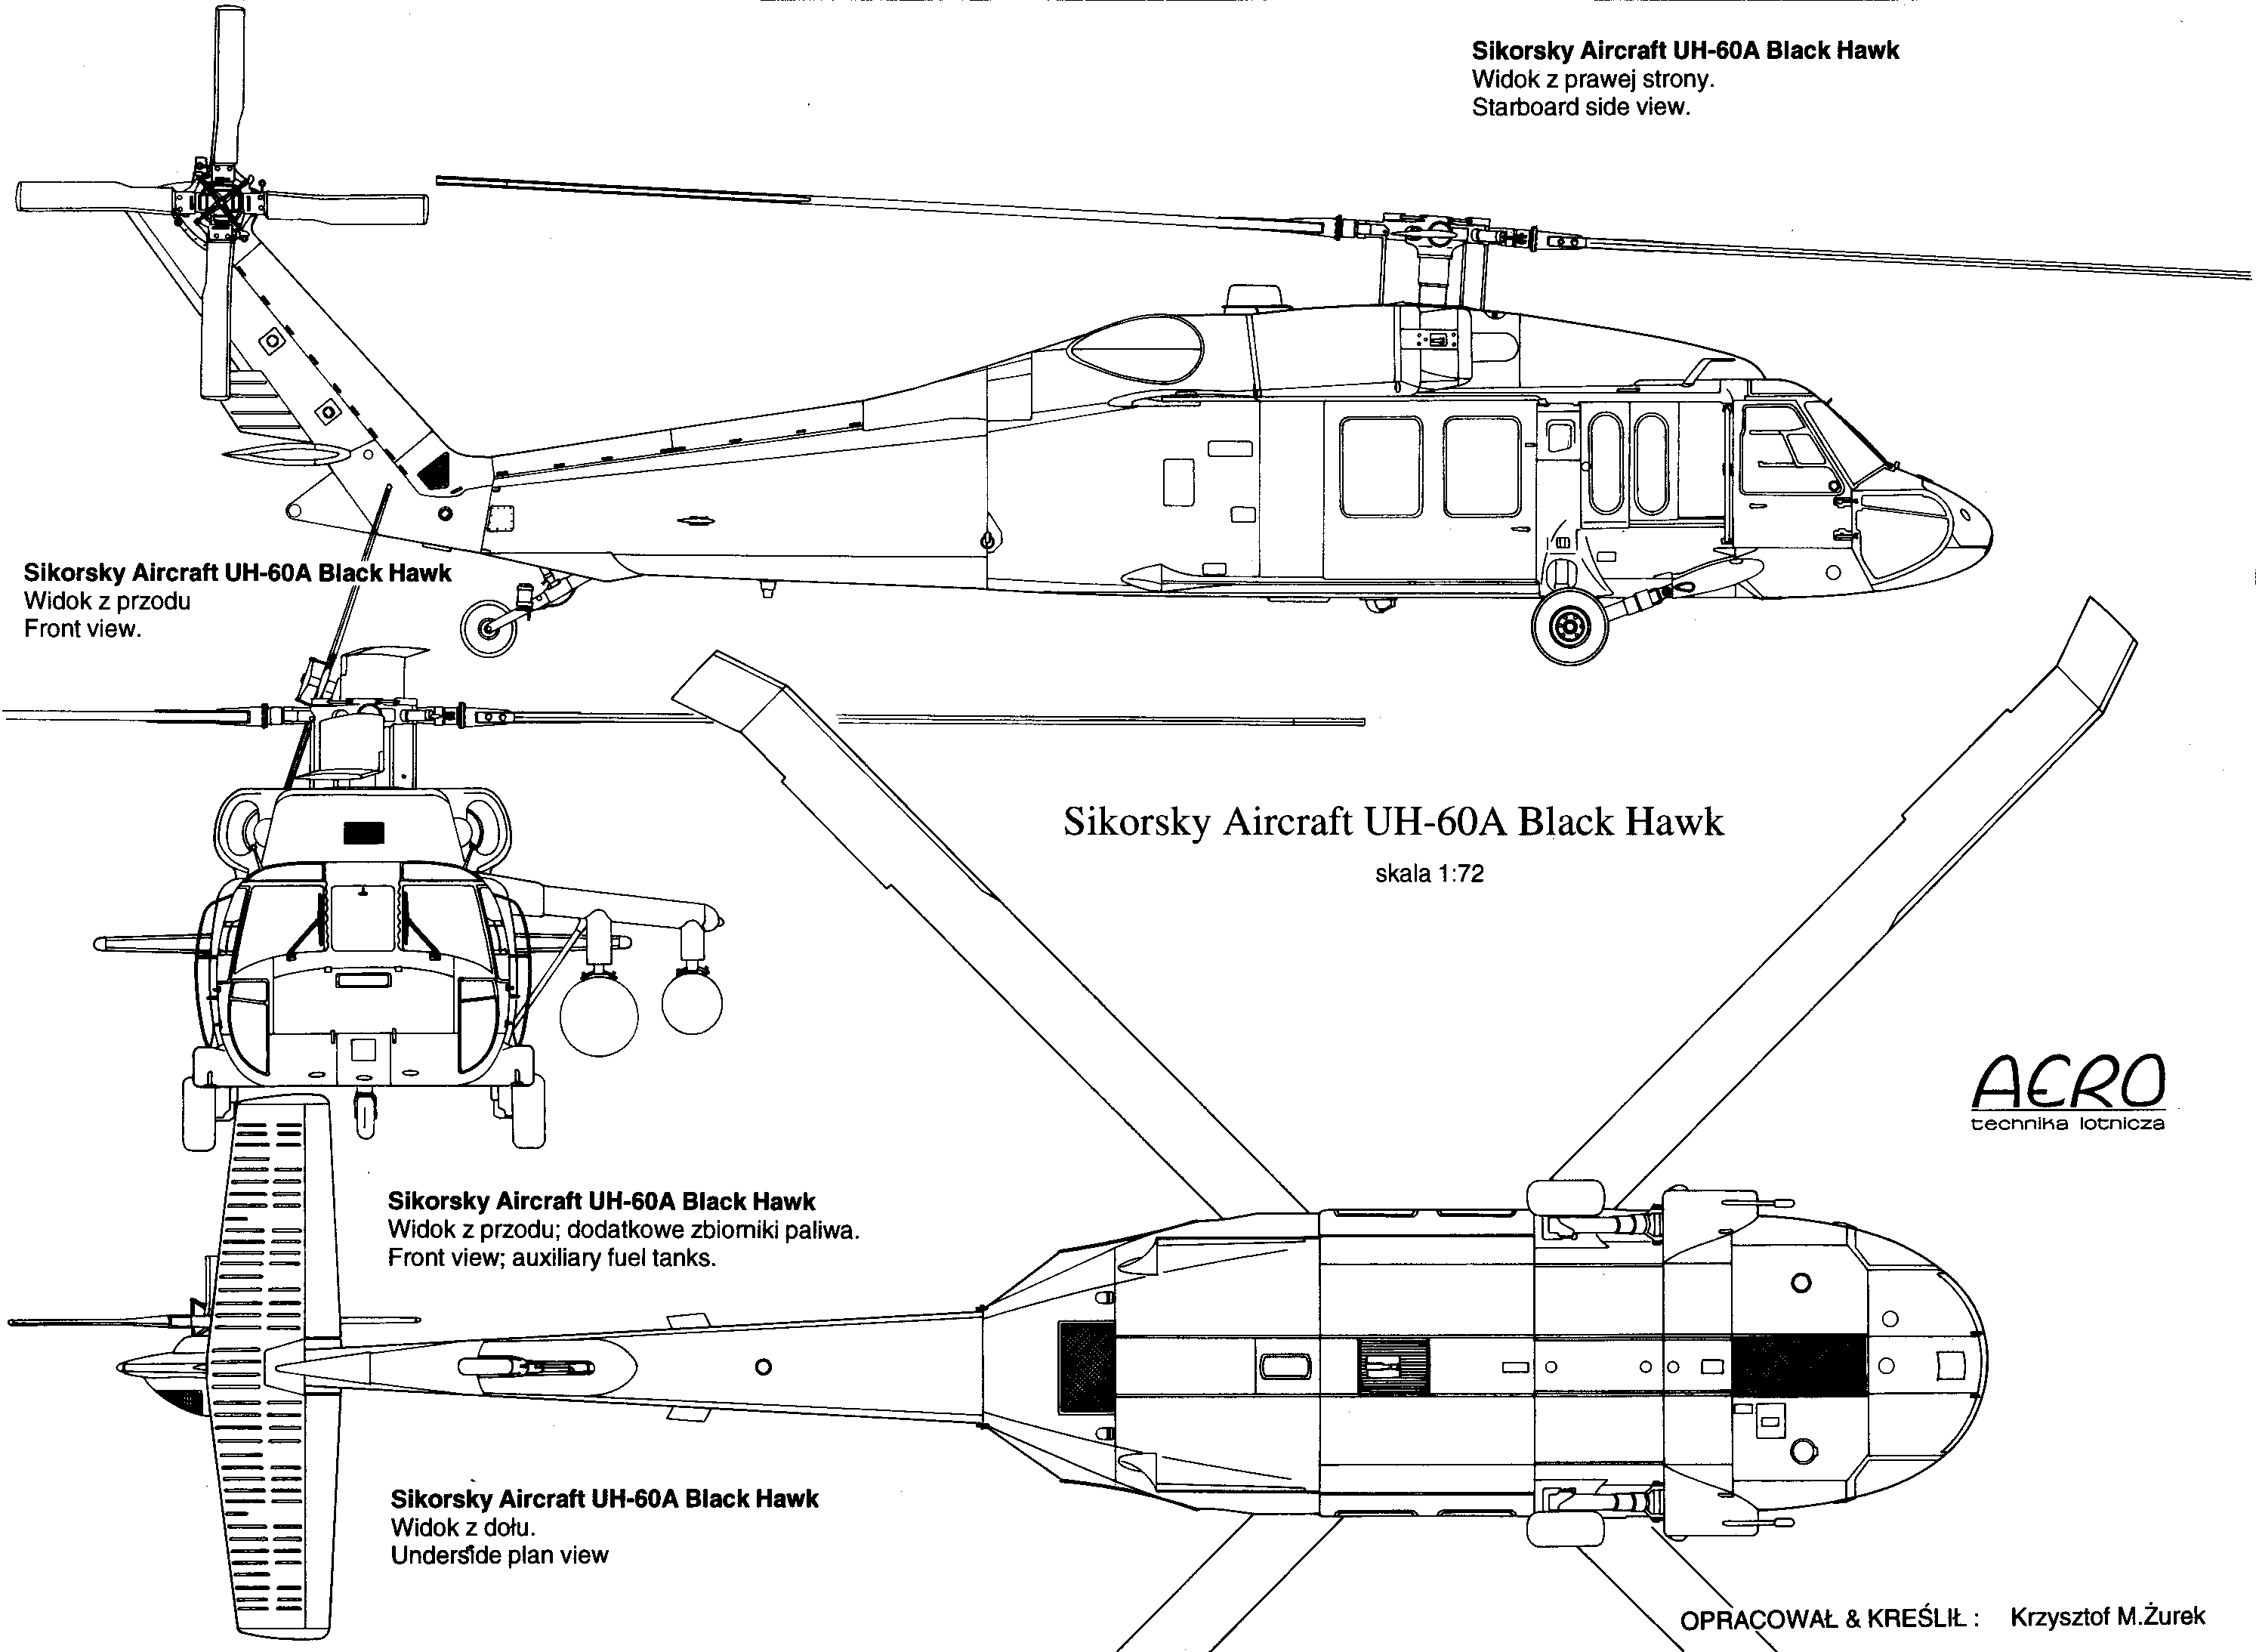 Sikorsky Aircraft UH-60A Black Hawk
Widok z prawej strony.
Starboard side view.
Sikorsky Aircraft UH-60A Black Hawk
Widok z przodu
Front view.
Sikorsky Aircraft UH-60A Black Hawk
skala 1:72
AERO
technika lotnicza
Sikorsky Aircraft UH-60A Black Hawk
Widok z przodu; dodatkowe zbiorniki paliwa.
Front view; auxiliary fuel tanks.
Sikorsky Aircraft UH-60A Black Hawk
Widok z dołu.
Underside plan view
OPRACOWAŁ & KREŚLIŁ : Krzysztof M.Żurek